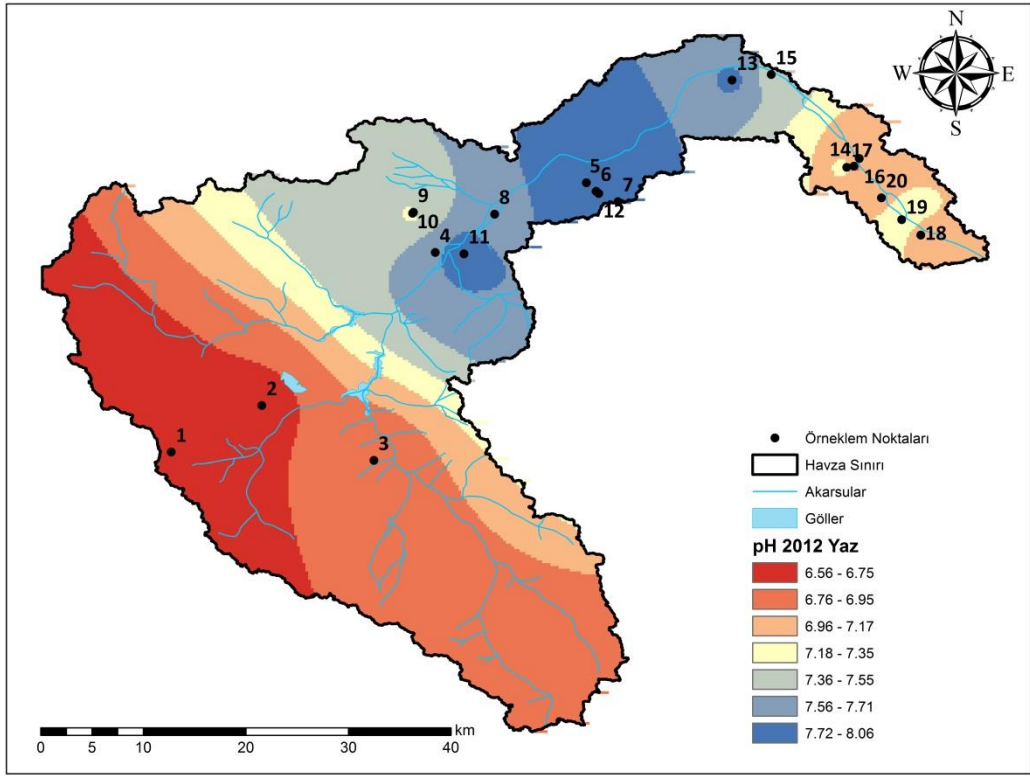 N
W E
S
13
15
14
17
16
20
19
18
5
6
7
12
8
9
10
4
11
2
1
3
Örneklem Noktaları
Havza Sınırı
Akarsular
Göller
pH 2012 Yaz
6.56 - 6.75
6.76 - 6.95
6.96 - 7.17
7.18 - 7.35
7.36 - 7.55
7.56 - 7.71
7.72 - 8.06
km
0 5 10 20 30 40